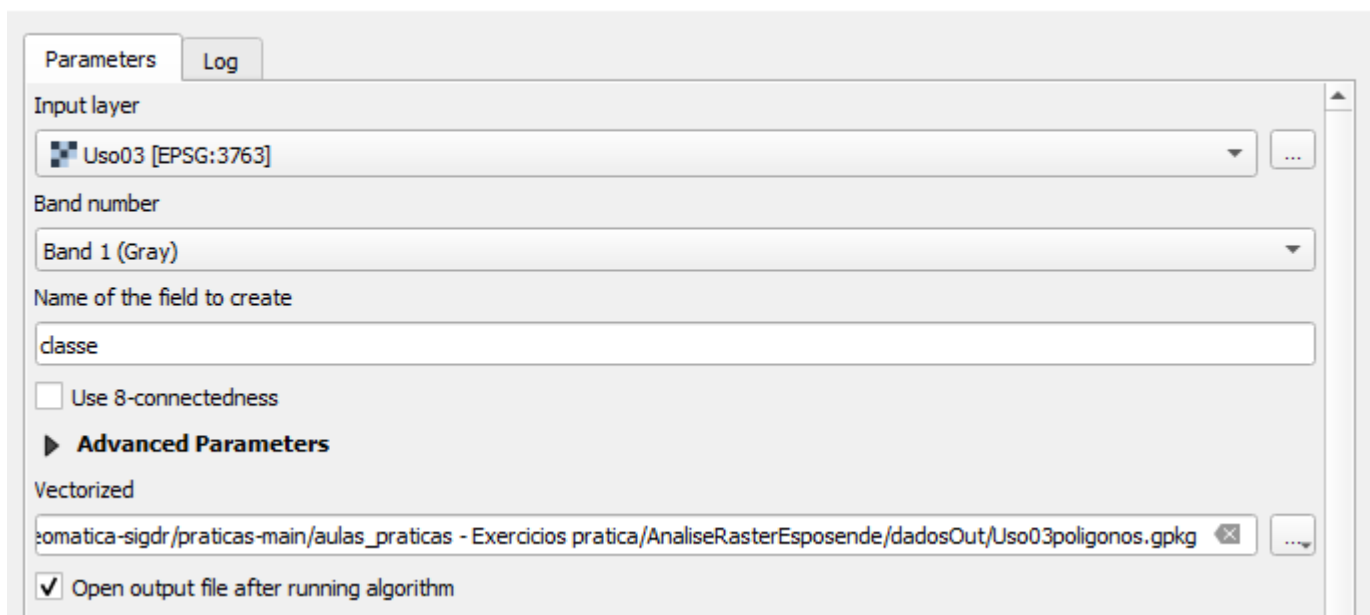 Parameters
Log
Input layer
Uso03 [EPSG:3763]
...
Band number
Band 1 (Gray)
Name of the field to create
classe
Use 8-connectedness
Advanced Parameters
Vectorized
eomatica-sigdr/praticas-main/aulas_praticas - Exercicios pratica/AnaliseRasterEsposende/dadosOut/Uso03poligonos.gpkg
...
Open output file after running algorithm